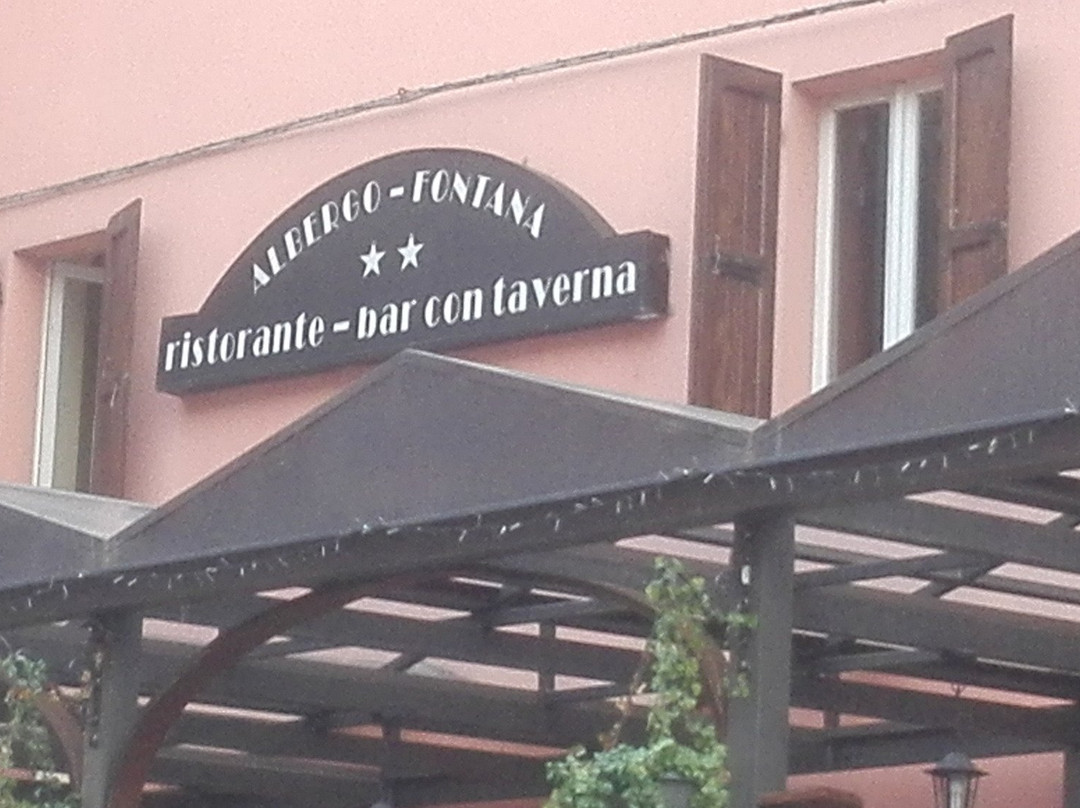 ALBERGO - FONTANA
★ ★
ristorante - bar con taverna